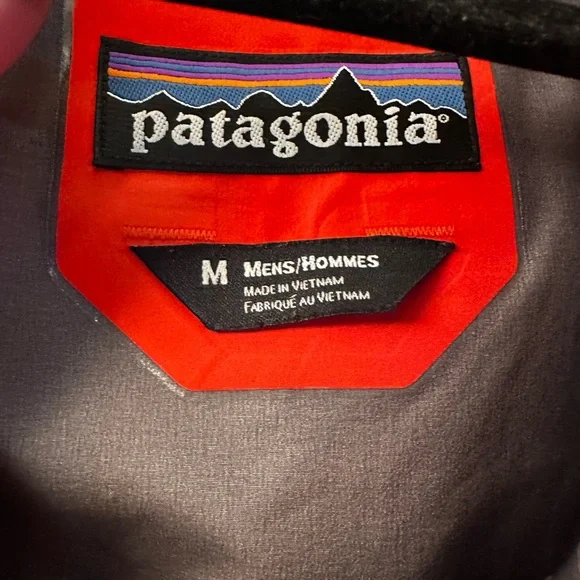 patagonia®
M MENS/HOMMES
MADE IN VIETNAM
FABRIQUÉ AU VIETNAM